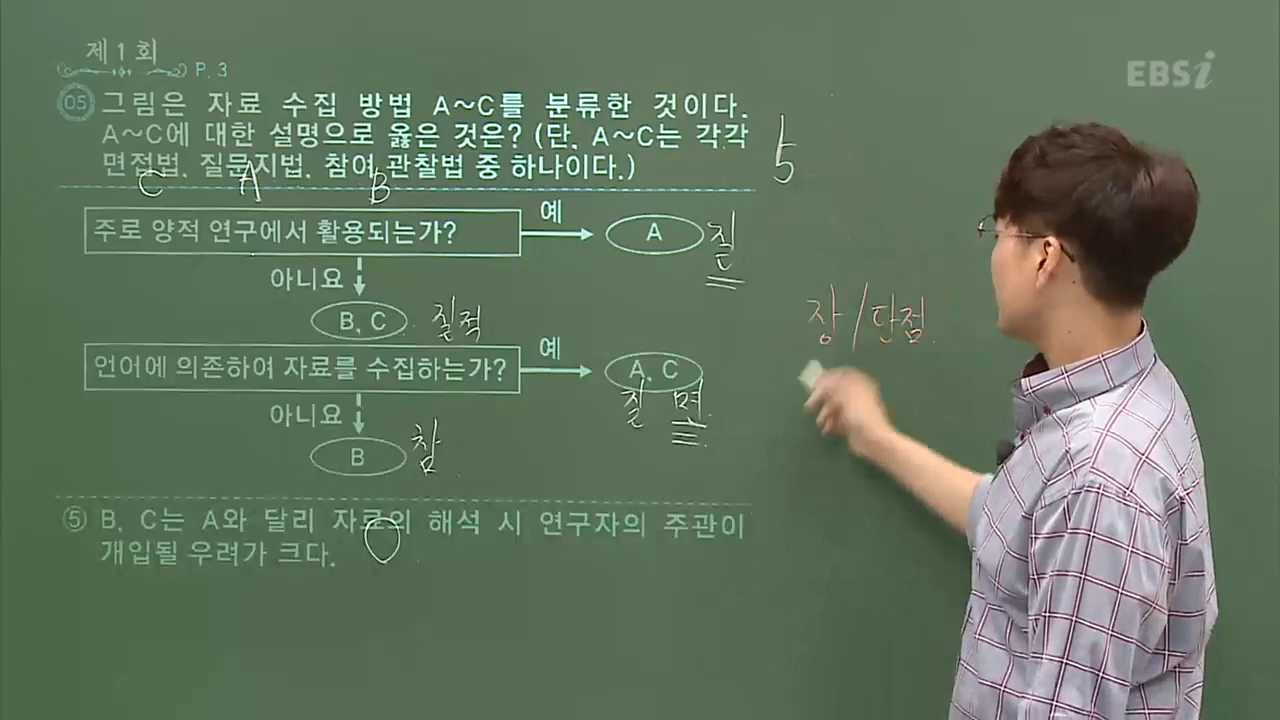 제 1 회
P. 3
EBSi
05 그림은 자료 수집 방법 A~C를 분류한 것이다.
A~C에 대한 설명으로 옳은 것은? (단, A~C는 각각
면접법, 질문지법, 참여 관찰법 중 하나이다.)
5
C A B
주로 양적 연구에서 활용되는가?
예
A
질
아니요
B, C
질적
장/단점
언어에 의존하여 자료를 수집하는가?
예
A, C
질 면
아니요
B
참
⑤ B, C는 A와 달리 자료의 해석 시 연구자의 주관이
개입될 우려가 크다.